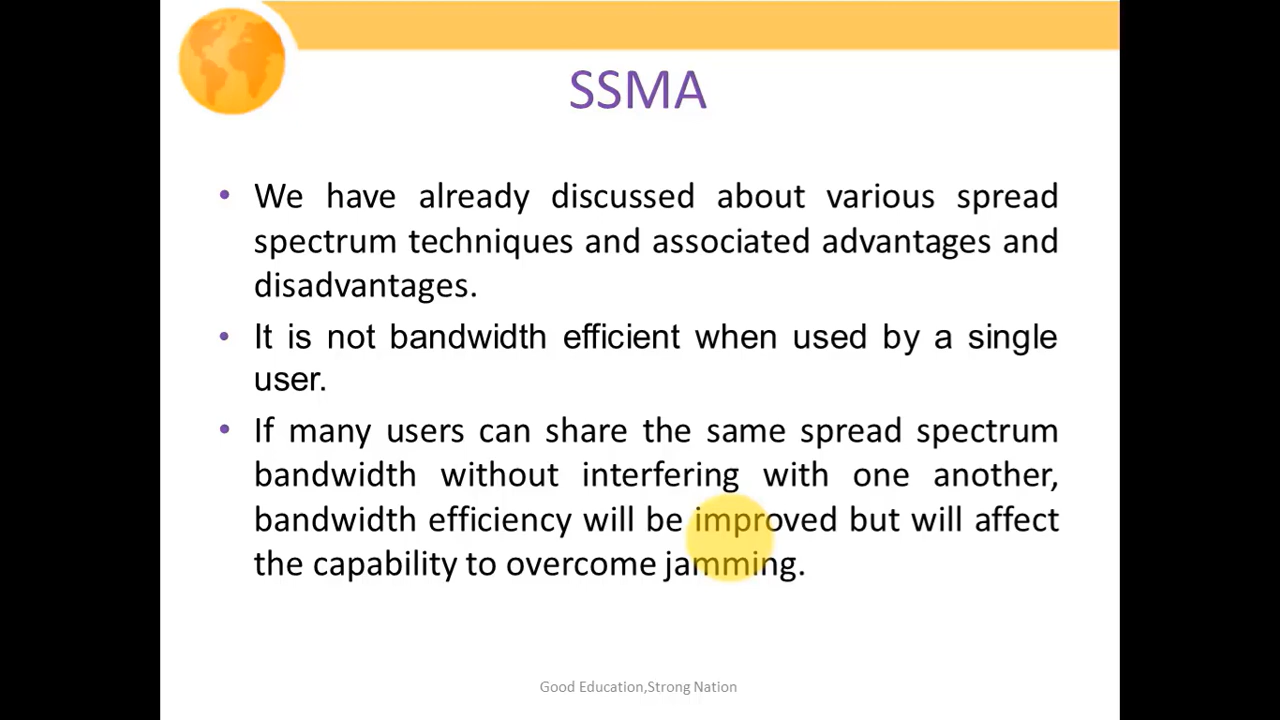 SSMA
• We have already discussed about various spread
spectrum techniques and associated advantages and
disadvantages.
• It is not bandwidth efficient when used by a single
user.
• If many users can share the same spread spectrum
bandwidth without interfering with one another,
bandwidth efficiency will be improved but will affect
the capability to overcome jamming.
Good Education,Strong Nation